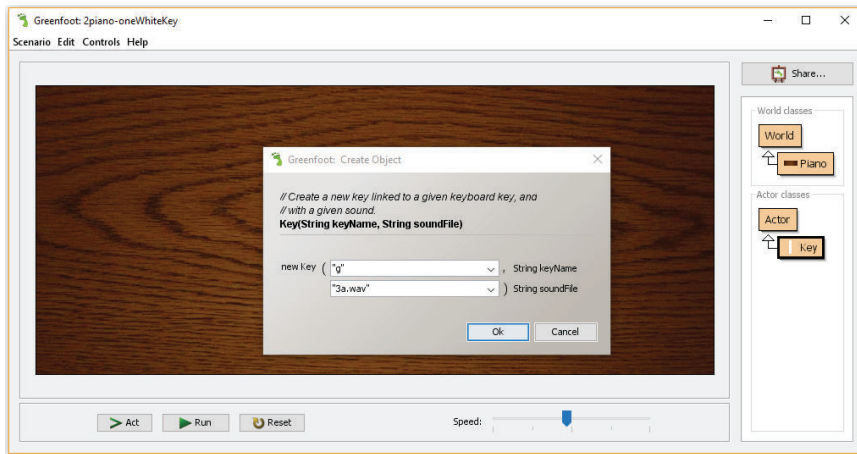 Greenfoot: 2piano-oneWhiteKey
Scenario Edit Controls Help
Share...
World classes
World
Piano
Actor classes
Actor
Key
Greenfoot: Create Object
// Create a new key linked to a given keyboard key, and
// with a given sound.
Key(String keyName, String soundFile)
new Key ( "g" , String keyName
"3a.wav" ) String soundFile
Ok Cancel
Act Run Reset Speed: